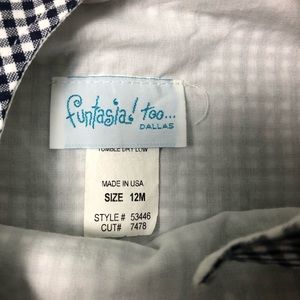 funtasia! too...
DALLAS
TUMBLE DRY LOW
MADE IN USA
SIZE 12M
STYLE # 53446
CUT# 7478